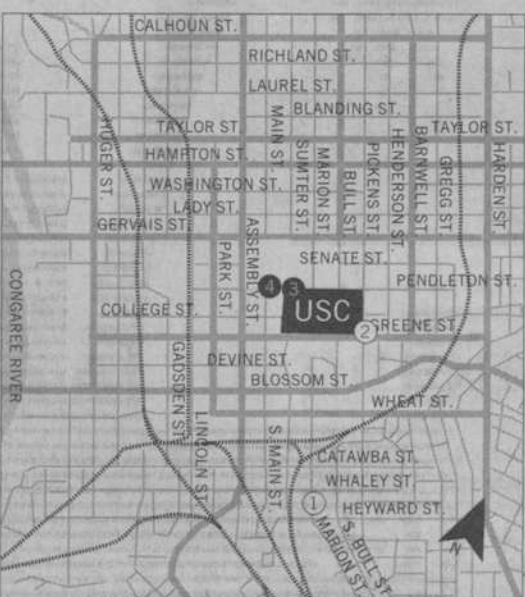 CALHOUN ST.
RICHLAND ST.
LAUREL ST.
BLANDING ST.
TAYLOR ST.
TAYLOR ST.
HUGER ST.
HAMPTON ST.
WASHINGTON ST.
LADY ST.
GERVAIS ST.
MAIN ST.
SUMTER ST.
MARION ST.
BULL ST.
PICKENS ST.
HENDERSON ST.
BARNWELL ST.
GREGG ST.
HARDEN ST.
ASSEMBLY ST.
PARK ST.
SENATE ST.
PENDLETON ST.
CONGAREE RIVER
COLLEGE ST.
4
3
USC
2
GREENE ST.
GADSDEN ST.
DEVINE ST.
BLOSSOM ST.
WHEAT ST.
LINCOLN ST.
S. MAIN ST.
CATAWBA ST.
WHALEY ST.
1
HEYWARD ST.
S. BULL ST.
MARION ST.
N